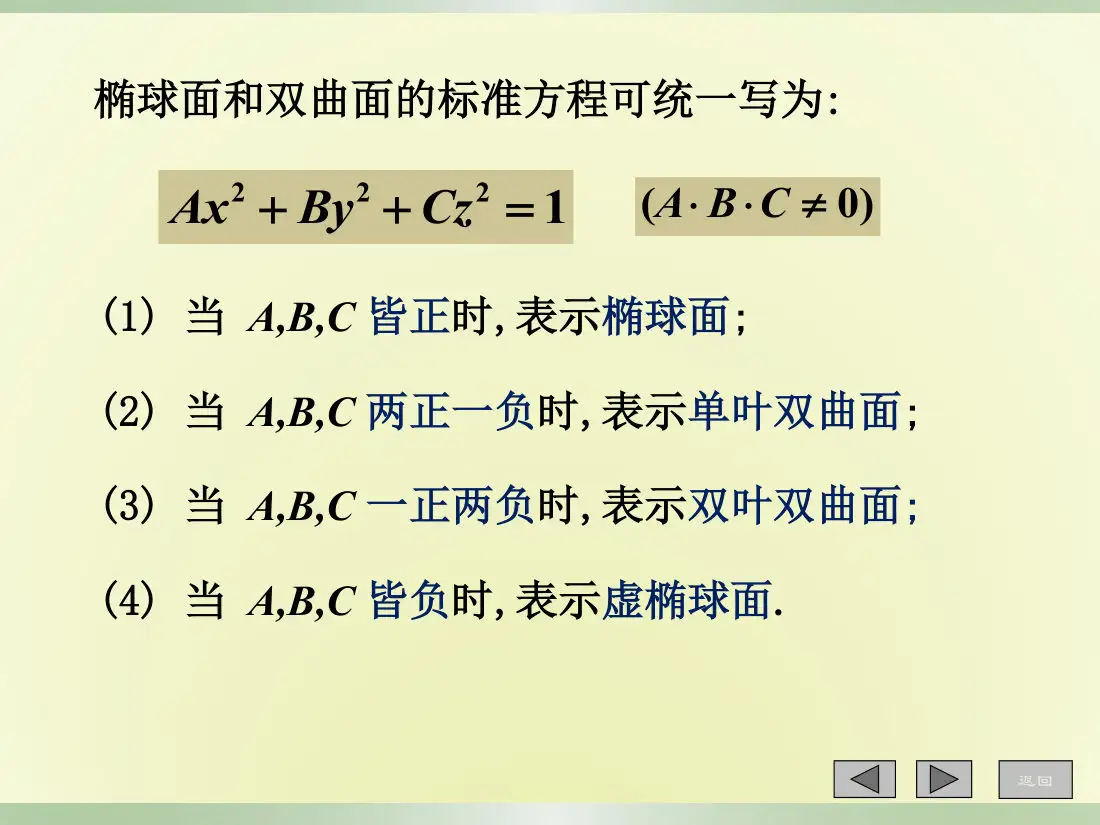 椭球面和双曲面的标准方程可统一写为:
Ax² + By² + Cz² = 1 (A·B·C ≠ 0)
(1) 当 A,B,C 皆正时,表示椭球面;
(2) 当 A,B,C 两正一负时,表示单叶双曲面;
(3) 当 A,B,C 一正两负时,表示双叶双曲面;
(4) 当 A,B,C 皆负时,表示虚椭球面.
返回